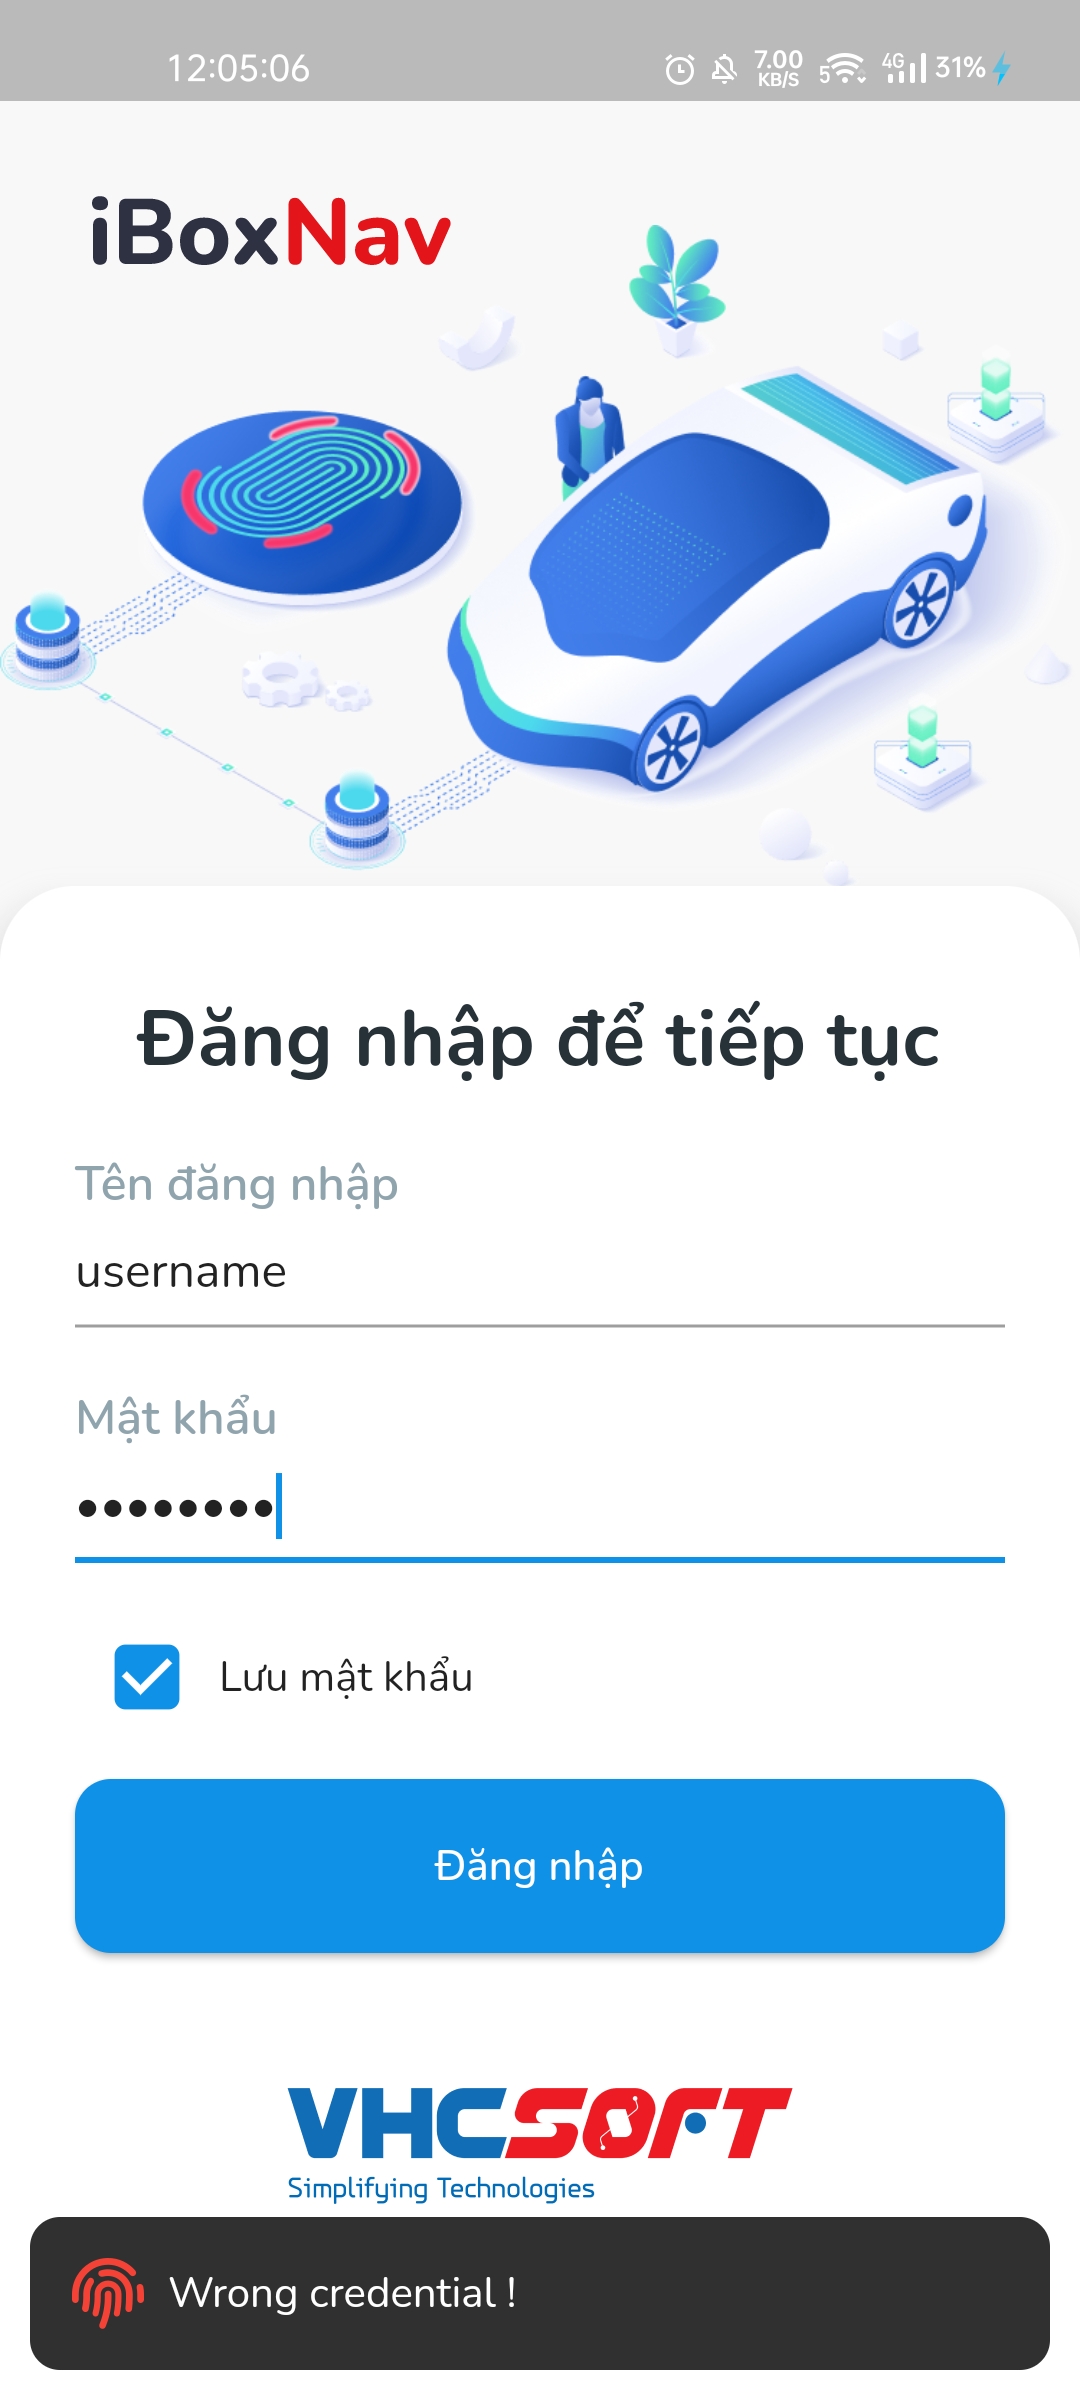 12:05:06
7.00 KB/S 5 4G 31%
iBoxNav
Đăng nhập để tiếp tục
Tên đăng nhập
username
Mật khẩu
••••••••
Lưu mật khẩu
Đăng nhập
VHCSOFT
Simplifying Technologies
Wrong credential !